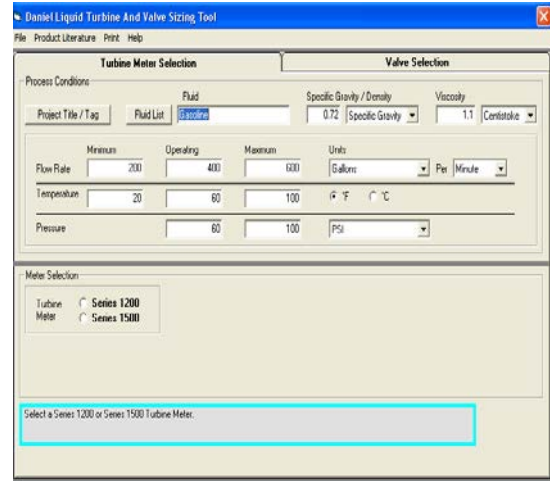 Daniel Liquid Turbine And Valve Sizing Tool
File Product Literature Print Help
Turbine Meter Selection Valve Selection
Process Conditions
Fluid Specific Gravity / Density Viscosity
Project Title / Tag Fluid List Gasoline 0.72 Specific Gravity 1.1 Centistoke
Minimum Operating Maximum Units
Flow Rate 200 400 600 Gallons Per Minute
Temperature 20 60 100 °F °C
Pressure 60 100 PSI
Meter Selection
Turbine Meter Series 1200
Series 1500
Select a Series 1200 or Series 1500 Turbine Meter.